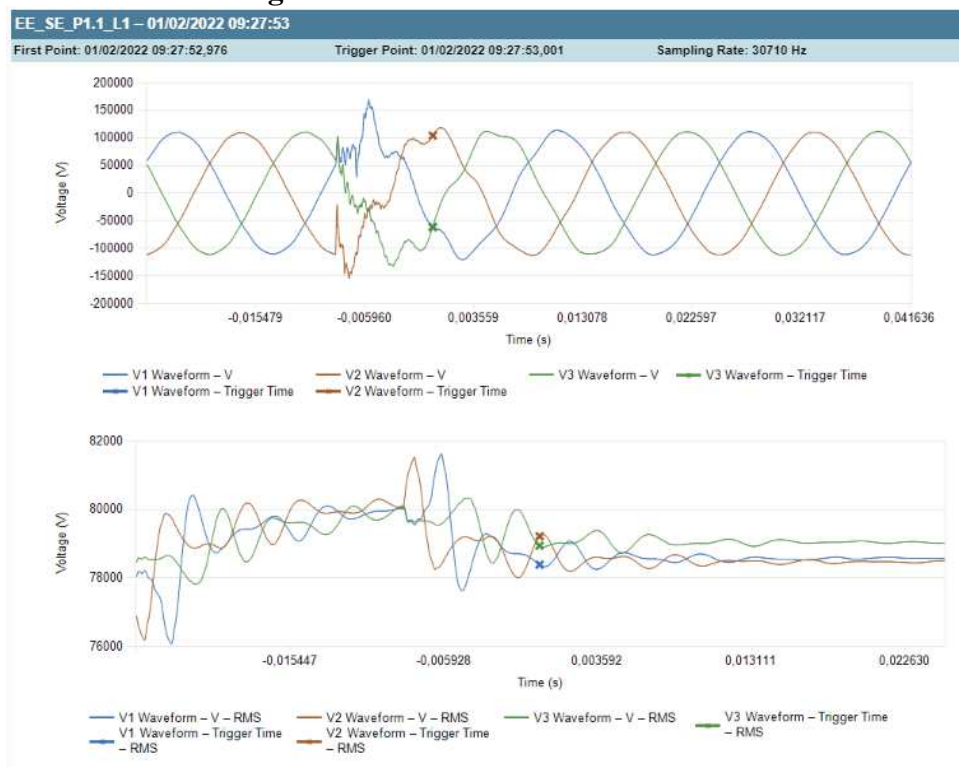 EE_SE_P1.1_L1 – 01/02/2022 09:27:53
First Point: 01/02/2022 09:27:52,976 Trigger Point: 01/02/2022 09:27:53,001 Sampling Rate: 30710 Hz
200000
150000
100000
50000
0
-50000
-100000
-150000
-200000
Voltage (V)
-0,015479 -0,005960 0,003559 0,013078 0,022597 0,032117 0,041636
Time (s)
V1 Waveform – V V2 Waveform – V V3 Waveform – V V3 Waveform – Trigger Time
V1 Waveform – Trigger Time V2 Waveform – Trigger Time
82000
80000
78000
76000
Voltage (V)
-0,015447 -0,005928 0,003592 0,013111 0,022630
Time (s)
V1 Waveform – V – RMS V2 Waveform – V – RMS V3 Waveform – V – RMS V3 Waveform – Trigger Time
– RMS
V1 Waveform – Trigger Time V2 Waveform – Trigger Time
– RMS – RMS